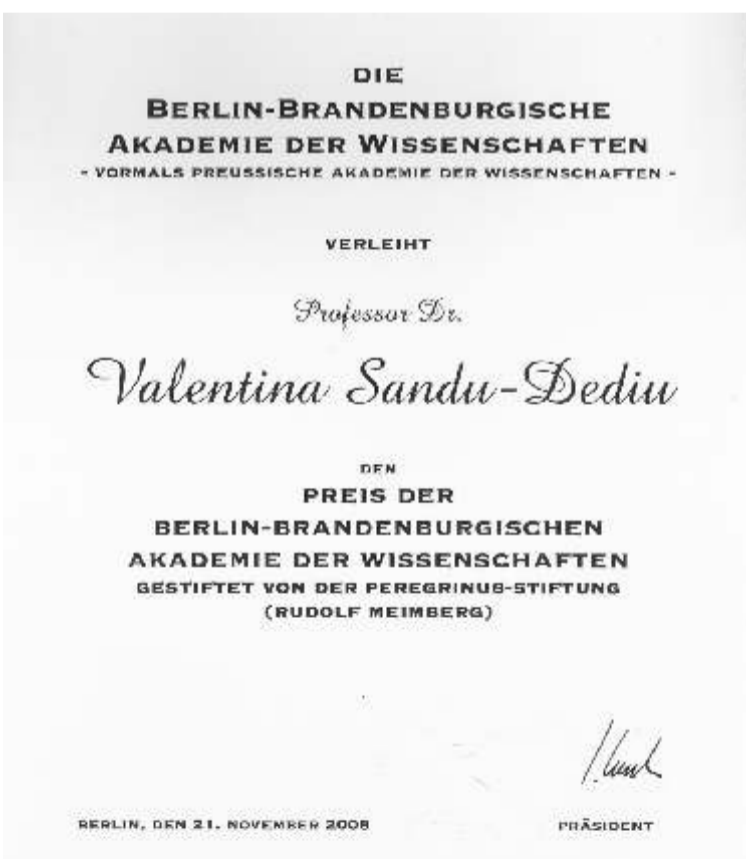 DIE
BERLIN-BRANDENBURGISCHE
AKADEMIE DER WISSENSCHAFTEN
- VORMALS PREUSSISCHE AKADEMIE DER WISSENSCHAFTEN -
VERLEIHT
Professor Dr.
Valentina Sandu-Dediu
DEN
PREIS DER
BERLIN-BRANDENBURGISCHEN
AKADEMIE DER WISSENSCHAFTEN
GESTIFTET VON DER PEREGRINUS-STIFTUNG
(RUDOLF MEIMBERG)
BERLIN, DEN 21. NOVEMBER 2008
PRÄSIDENT